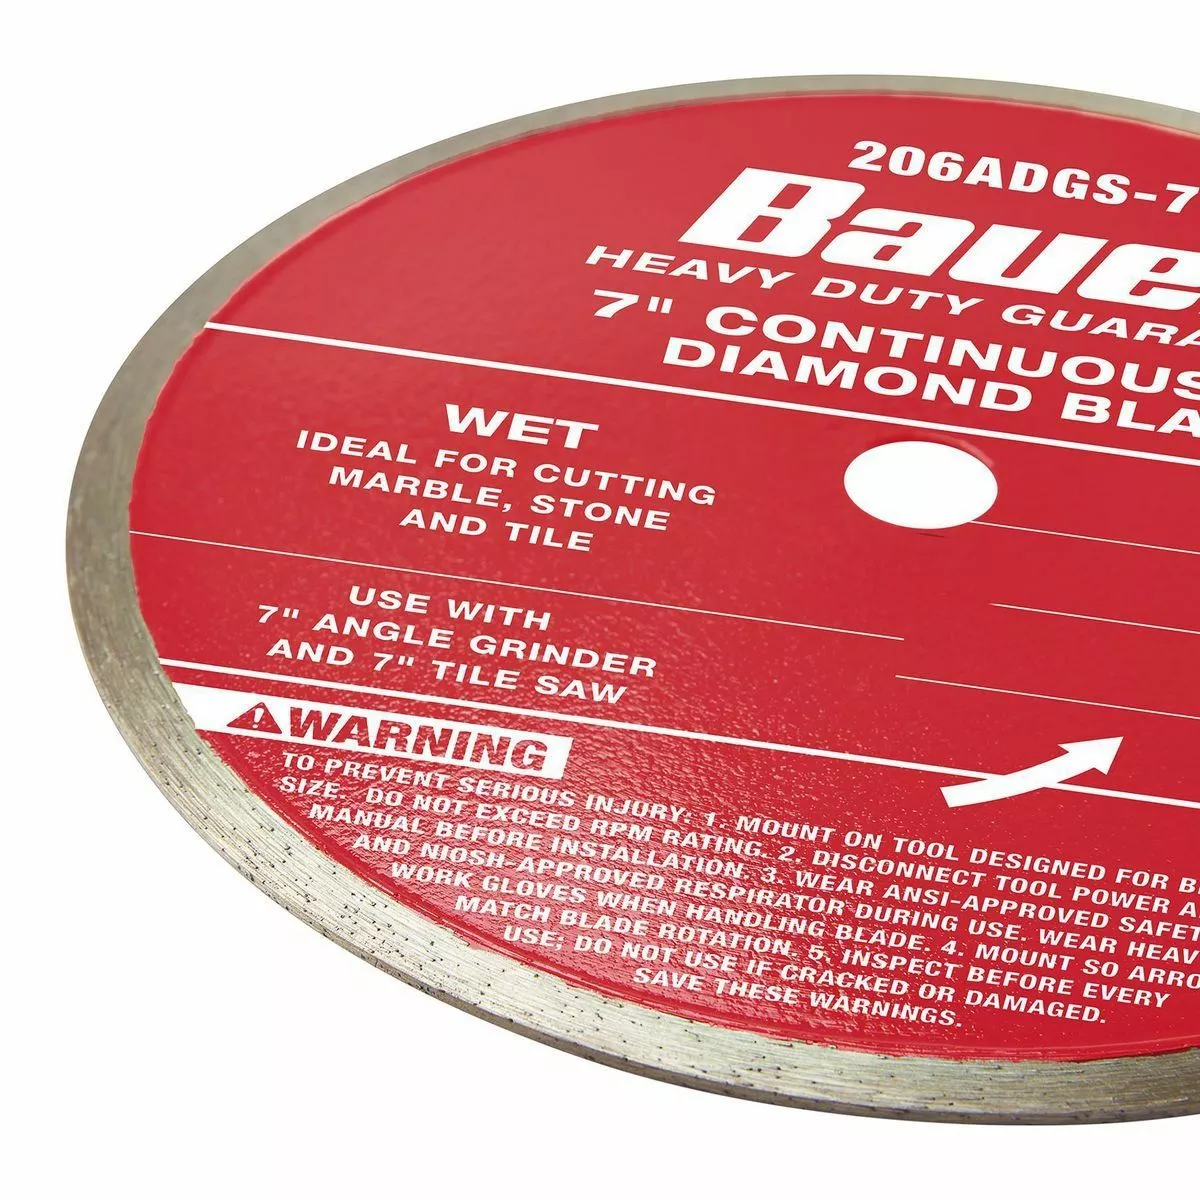 206ADGS-7
Baue
HEAVY DUTY GUARA
7" CONTINUOUS
DIAMOND BLA
WET
IDEAL FOR CUTTING
MARBLE, STONE
AND TILE
USE WITH
7" ANGLE GRINDER
AND 7" TILE SAW
WARNING
TO PREVENT SERIOUS INJURY: 1. MOUNT ON TOOL DESIGNED FOR B
SIZE. DO NOT EXCEED RPM RATING. 2. DISCONNECT TOOL POWER A
MANUAL BEFORE INSTALLATION. 3. WEAR ANSI-APPROVED SAFET
AND NIOSH-APPROVED RESPIRATOR DURING USE. WEAR HEAV
WORK GLOVES WHEN HANDLING BLADE. 4. MOUNT SO ARRO
MATCH BLADE ROTATION. 5. INSPECT BEFORE EVERY
USE; DO NOT USE IF CRACKED OR DAMAGED.
SAVE THESE WARNINGS.